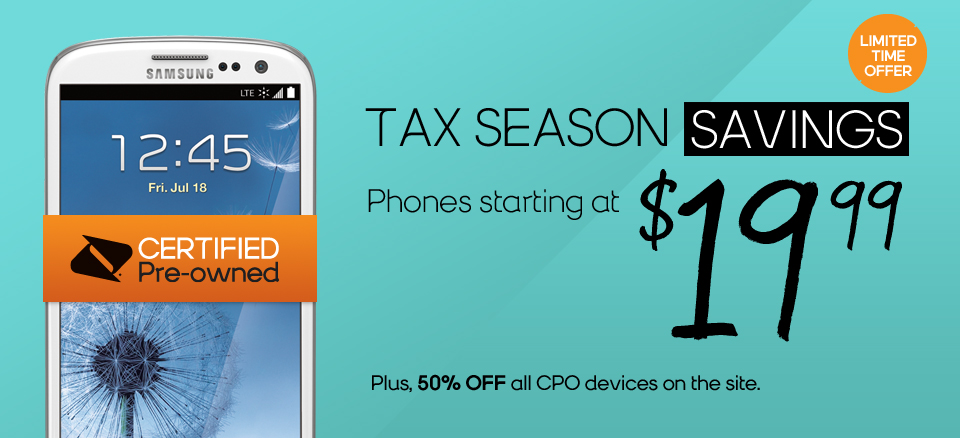 SAMSUNG
LTE
12:45
Fri. Jul 18
CERTIFIED
Pre-owned
LIMITED
TIME
OFFER
TAX SEASON SAVINGS
Phones starting at $19 99
Plus, 50% OFF all CPO devices on the site.